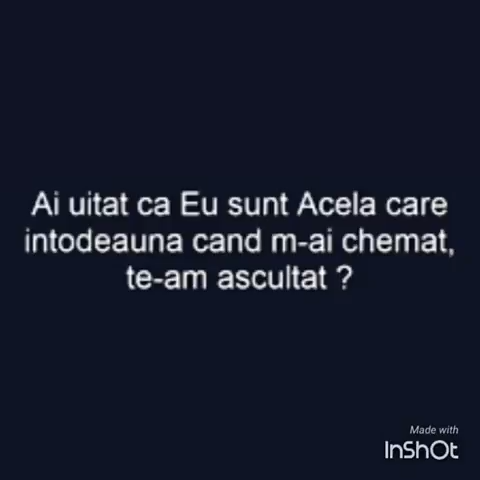 Ai uitat ca Eu sunt Acela care
intodeauna cand m-ai chemat,
te-am ascultat ?
Made with
InShOt